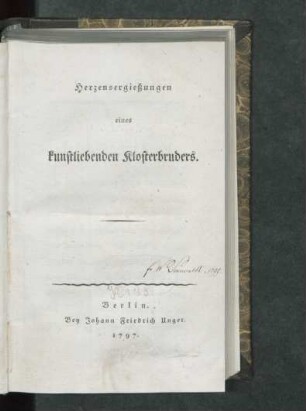 Herzensergießungen
eines
kunstliebenden Klosterbruders.
Berlin.
Bey Johann Friedrich Unger.
1797.